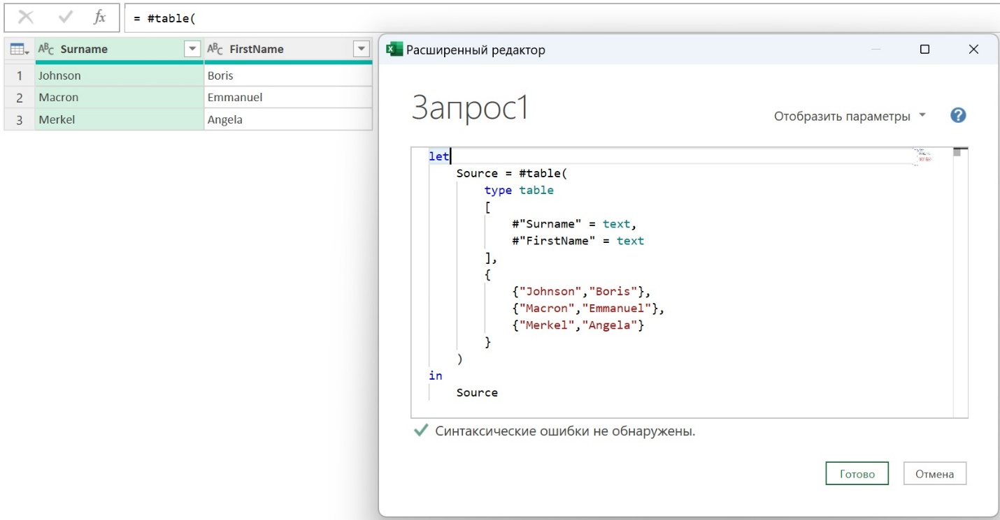 fx = #table(
ABC Surname ABC FirstName
1 Johnson Boris
2 Macron Emmanuel
3 Merkel Angela
Расширенный редактор
Запрос1
Отобразить параметры
let
Source = #table(
type table
[
#"Surname" = text,
#"FirstName" = text
],
{
{"Johnson","Boris"},
{"Macron","Emmanuel"},
{"Merkel","Angela"}
}
)
in
Source
Синтаксические ошибки не обнаружены.
Готово Отмена